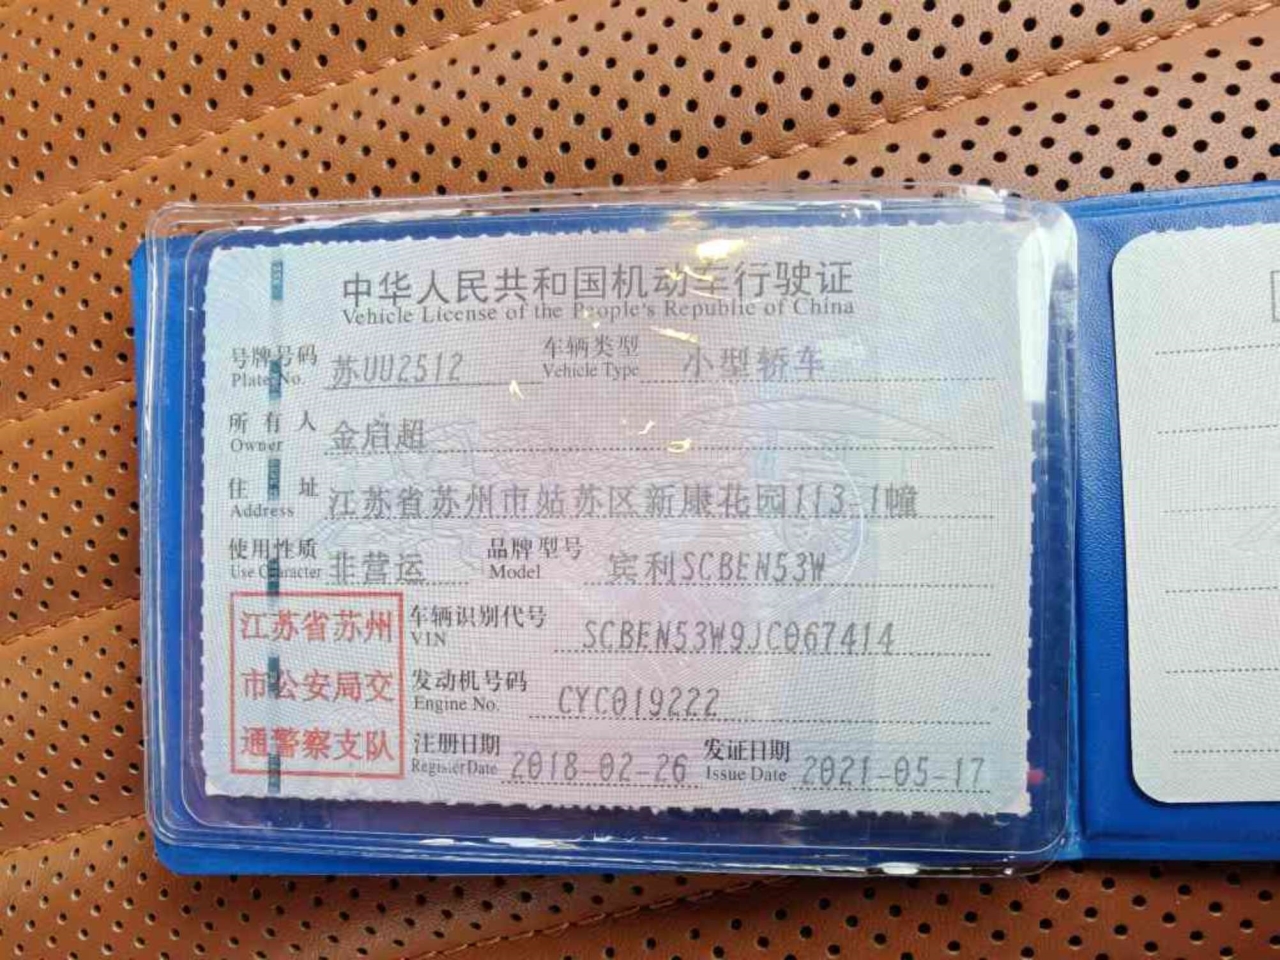 中华人民共和国机动车行驶证
Vehicle License of the People's Republic of China
号牌号码 苏UU2512 车辆类型 小型轿车
Plate No. Vehicle Type
所有人 金启超
Owner
住址 江苏省苏州市姑苏区新康花园113-1幢
Address
使用性质 非营运 品牌型号 宾利SCBEN53W
Use Character Model
江苏省苏州
市公安局交
通警察支队
车辆识别代号 SCBEN53W9JC067414
VIN
发动机号码 CYC019222
Engine No.
注册日期 2018-02-26 发证日期 2021-05-17
Register Date Issue Date